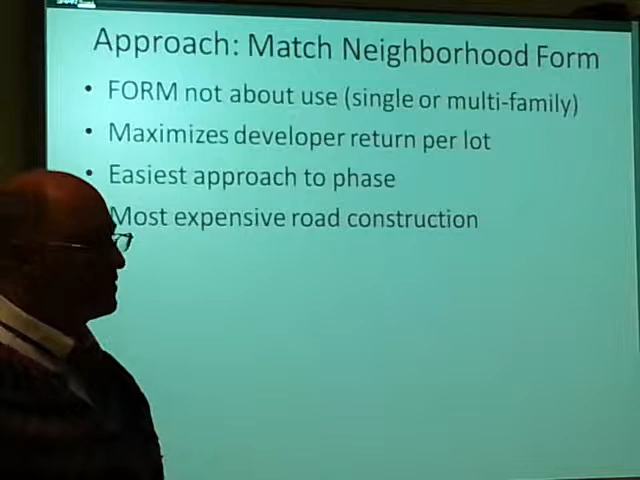 Approach: Match Neighborhood Form
• FORM not about use (single or multi-family)
• Maximizes developer return per lot
• Easiest approach to phase
Most expensive road construction